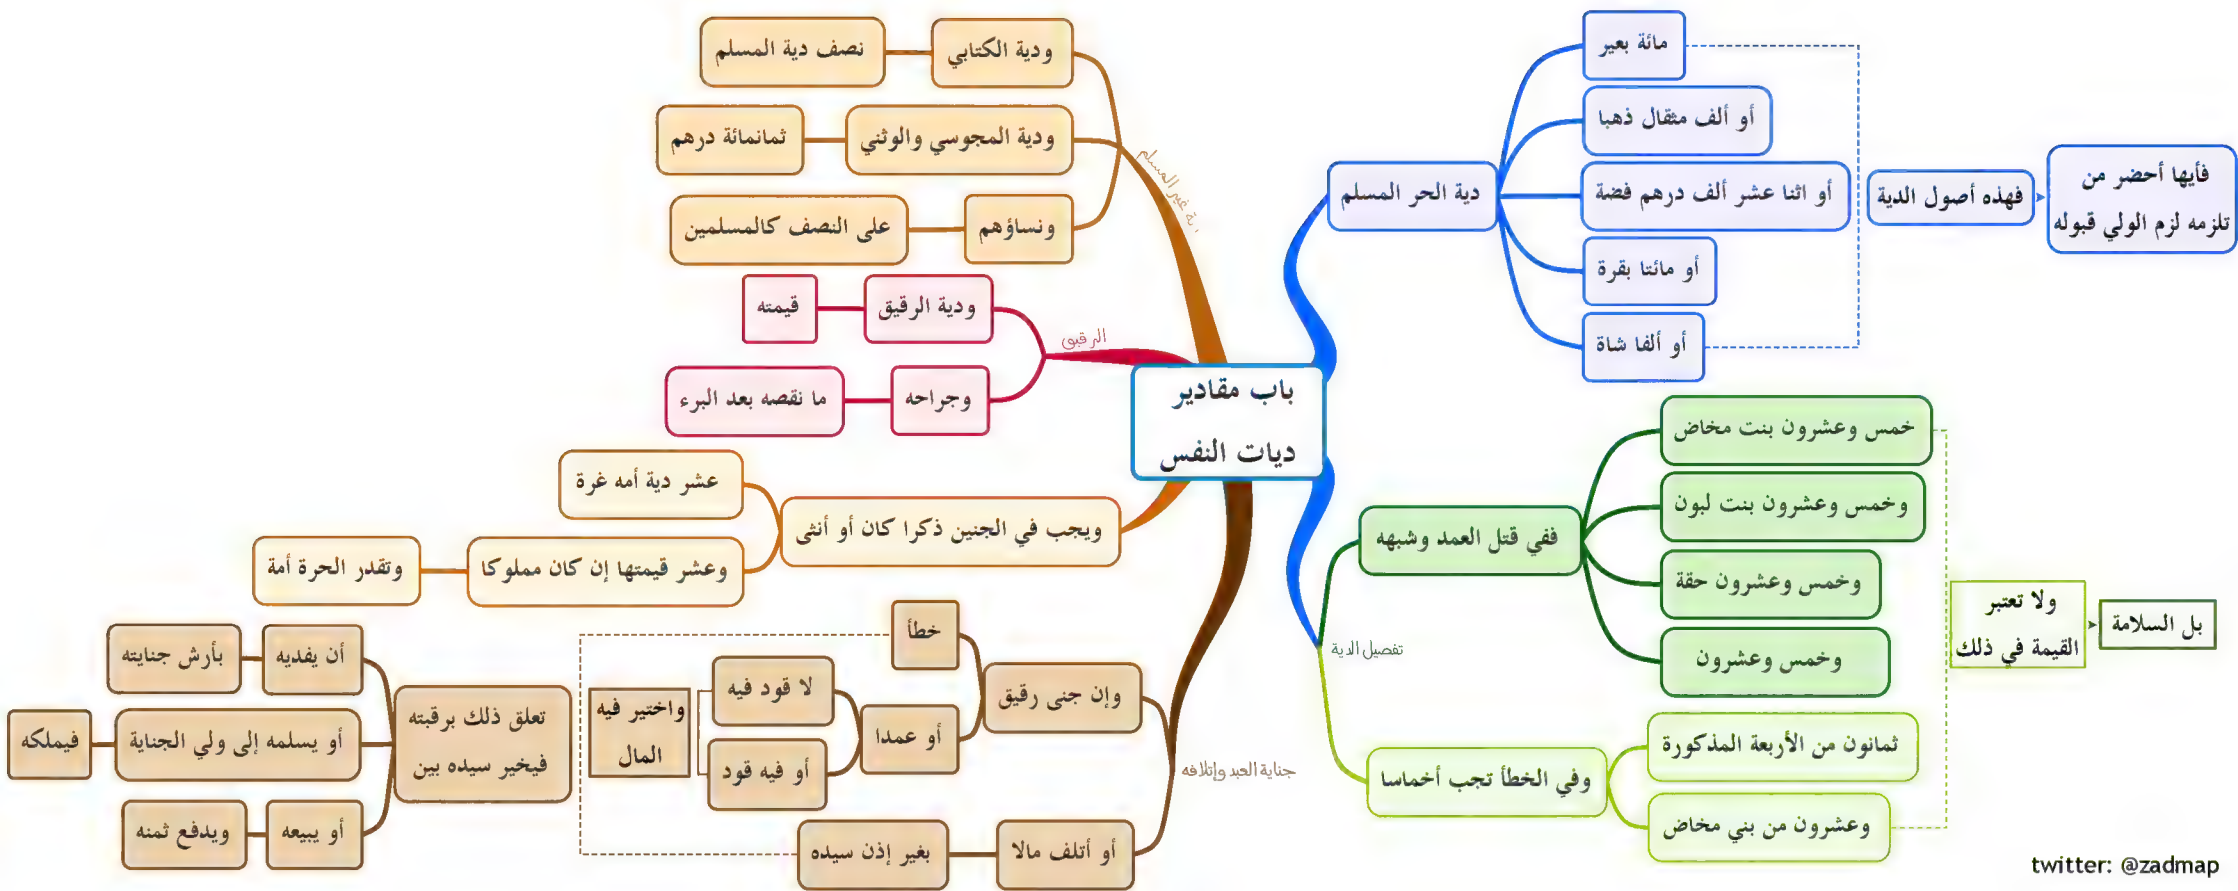 باب مقادير
ديات النفس
دية الحر المسلم
مائة بعير
أو ألف مثقال ذهبا
أو اثنا عشر ألف درهم فضة
أو مائتا بقرة
أو ألفا شاة
فهذه أصول الدية
فأيها أحضر من
تلزمه لزم الولي قبوله
تفصيل الدية
ففي قتل العمد وشبهه
خمس وعشرون بنت مخاض
وخمس وعشرون بنت لبون
وخمس وعشرون حقة
وخمس وعشرون
وفي الخطأ تجب أخماسا
ثمانون من الأربعة المذكورة
وعشرون من بني مخاض
ولا تعتبر
القيمة في ذلك
بل السلامة
غير المسلم
ودية الكتابي
نصف دية المسلم
ودية المجوسي والوثني
ثمانمائة درهم
ونساؤهم
على النصف كالمسلمين
الرقيق
ودية الرقيق
قيمته
وجراحه
ما نقصه بعد البرء
ويجب في الجنين ذكرا كان أو أنثى
عشر دية أمه غرة
وعشر قيمتها إن كان مملوكا
وتقدر الحرة أمة
جناية العبد وإتلافه
وإن جنى رقيق
خطأ
أو عمدا
لا قود فيه
أو فيه قود
واختير فيه
المال
أو أتلف مالا
بغير إذن سيده
تعلق ذلك برقبته
فيخير سيده بين
أن يفديه
بأرش جنايته
أو يسلمه إلى ولي الجناية
فيملكه
أو يبيعه
ويدفع ثمنه
twitter: @zadmap